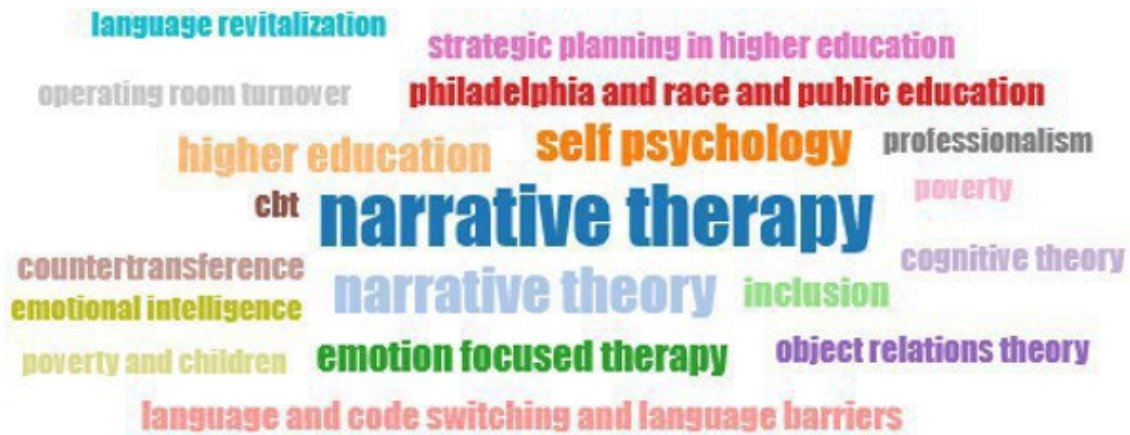 language revitalization
strategic planning in higher education
operating room turnover
philadelphia and race and public education
higher education
self psychology
professionalism
cbt
narrative therapy
poverty
countertransference
narrative theory
inclusion
cognitive theory
emotional intelligence
poverty and children
emotion focused therapy
object relations theory
language and code switching and language barriers